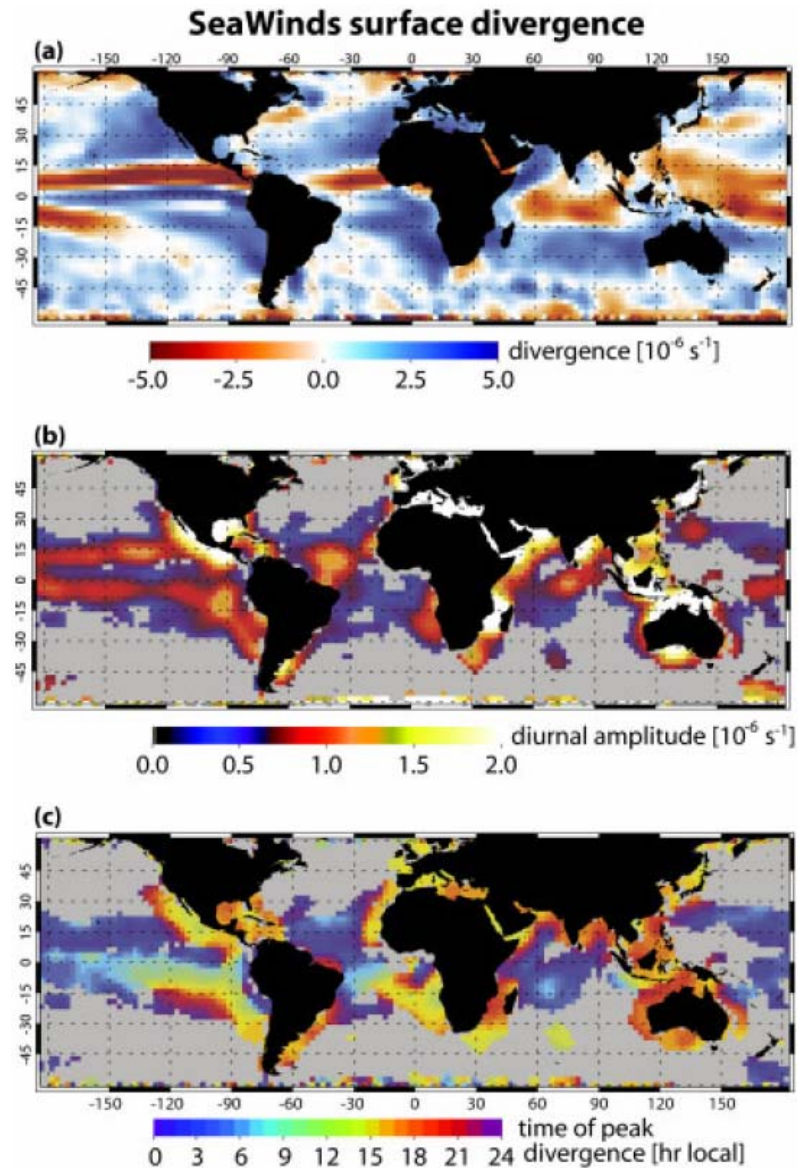 SeaWinds surface divergence
(a)
-150 -120 -90 -60 -30 0 30 60 90 120 150
45
30
15
0
-15
-30
-45
divergence [10⁻⁶ s⁻¹]
-5.0 -2.5 0.0 2.5 5.0
(b)
45
30
15
0
-15
-30
-45
diurnal amplitude [10⁻⁶ s⁻¹]
0.0 0.5 1.0 1.5 2.0
(c)
45
30
15
0
-15
-30
-45
-150 -120 -90 -60 -30 0 30 60 90 120 150
time of peak
0 3 6 9 12 15 18 21 24 divergence [hr local]